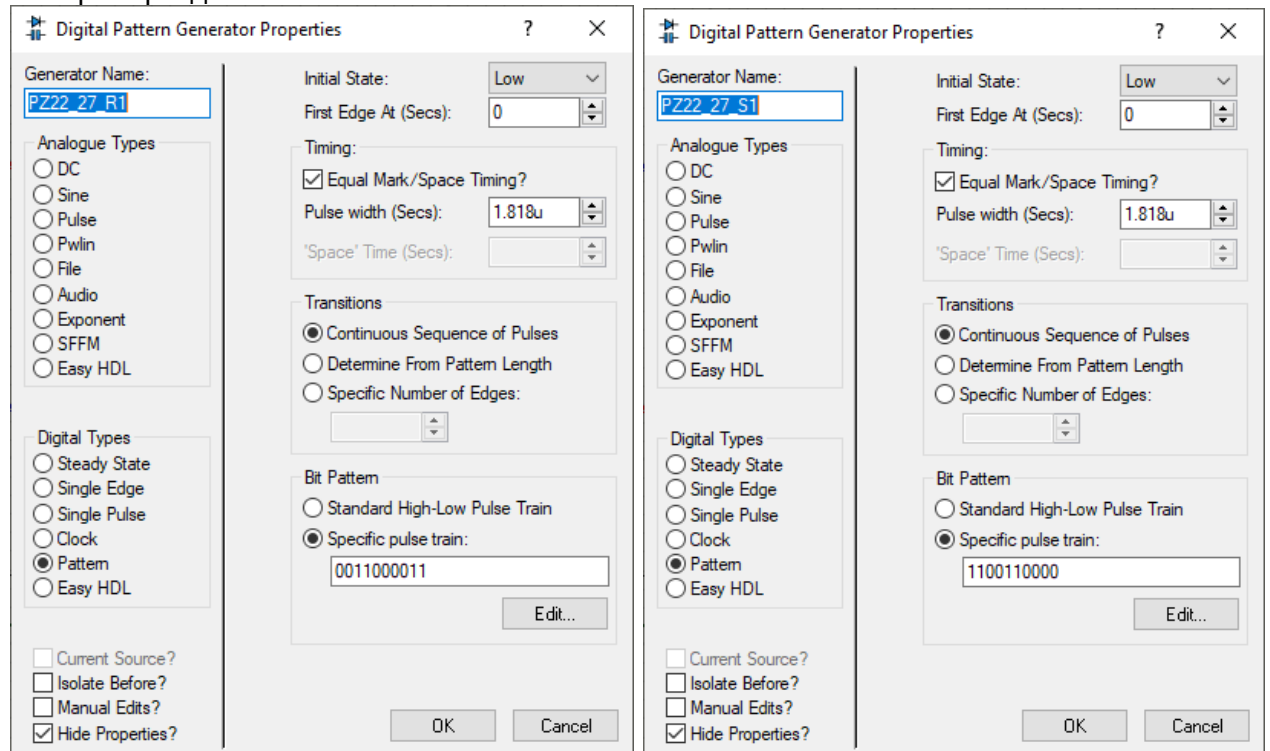 Digital Pattern Generator Properties ? ×
Generator Name:
PZ22_27_R1
Analogue Types
DC
Sine
Pulse
Pwlin
File
Audio
Exponent
SFFM
Easy HDL
Digital Types
Steady State
Single Edge
Single Pulse
Clock
Pattern
Easy HDL
Current Source?
Isolate Before?
Manual Edits?
Hide Properties?
Initial State: Low
First Edge At (Secs): 0
Timing:
Equal Mark/Space Timing?
Pulse width (Secs): 1.818u
'Space' Time (Secs):
Transitions
Continuous Sequence of Pulses
Determine From Pattern Length
Specific Number of Edges:
Bit Pattern
Standard High-Low Pulse Train
Specific pulse train:
0011000011
Edit...
OK Cancel
Digital Pattern Generator Properties ? ×
Generator Name:
PZ22_27_S1
Analogue Types
DC
Sine
Pulse
Pwlin
File
Audio
Exponent
SFFM
Easy HDL
Digital Types
Steady State
Single Edge
Single Pulse
Clock
Pattern
Easy HDL
Current Source?
Isolate Before?
Manual Edits?
Hide Properties?
Initial State: Low
First Edge At (Secs): 0
Timing:
Equal Mark/Space Timing?
Pulse width (Secs): 1.818u
'Space' Time (Secs):
Transitions
Continuous Sequence of Pulses
Determine From Pattern Length
Specific Number of Edges:
Bit Pattern
Standard High-Low Pulse Train
Specific pulse train:
1100110000
Edit...
OK Cancel